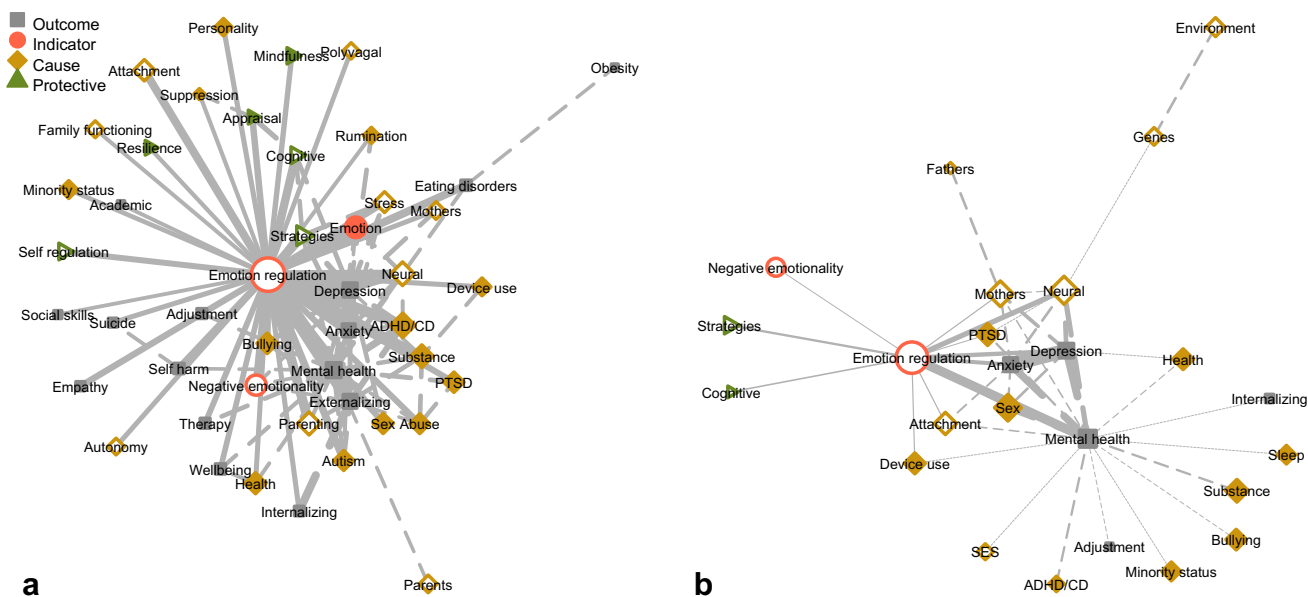 Outcome
Indicator
Cause
Protective
Personality
Mindfulness
Polyvagal
Attachment
Suppression
Obesity
Appraisal
Family functioning
Resilience
Rumination
Cognitive
Minority status
Academic
Eating disorders
Stress
Mothers
Strategies
Emotion
Self regulation
Emotion regulation
Neural
Depression
Device use
Social skills
Suicide
Adjustment
Anxiety
ADHD/CD
Bullying
Substance
Self harm
Mental health
Negative emotionality
PTSD
Empathy
Externalizing
Therapy
Parenting
Sex
Abuse
Autonomy
Wellbeing
Autism
Health
Internalizing
Parents
a
Environment
Genes
Fathers
Negative emotionality
Mothers
Neural
Strategies
PTSD
Emotion regulation
Depression
Anxiety
Health
Cognitive
Sex
Internalizing
Attachment
Mental health
Device use
Sleep
Substance
SES
Adjustment
Bullying
ADHD/CD
Minority status
b